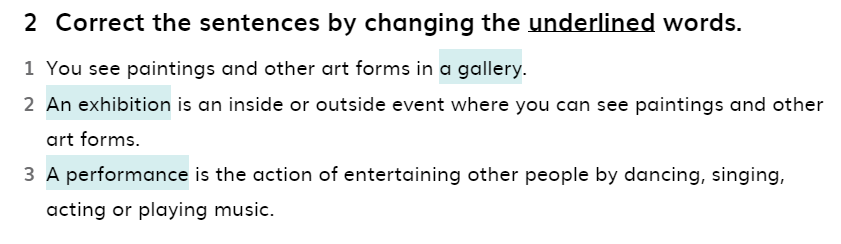 2 Correct the sentences by changing the underlined words.
1 You see paintings and other art forms in a gallery.
2 An exhibition is an inside or outside event where you can see paintings and other
art forms.
3 A performance is the action of entertaining other people by dancing, singing,
acting or playing music.